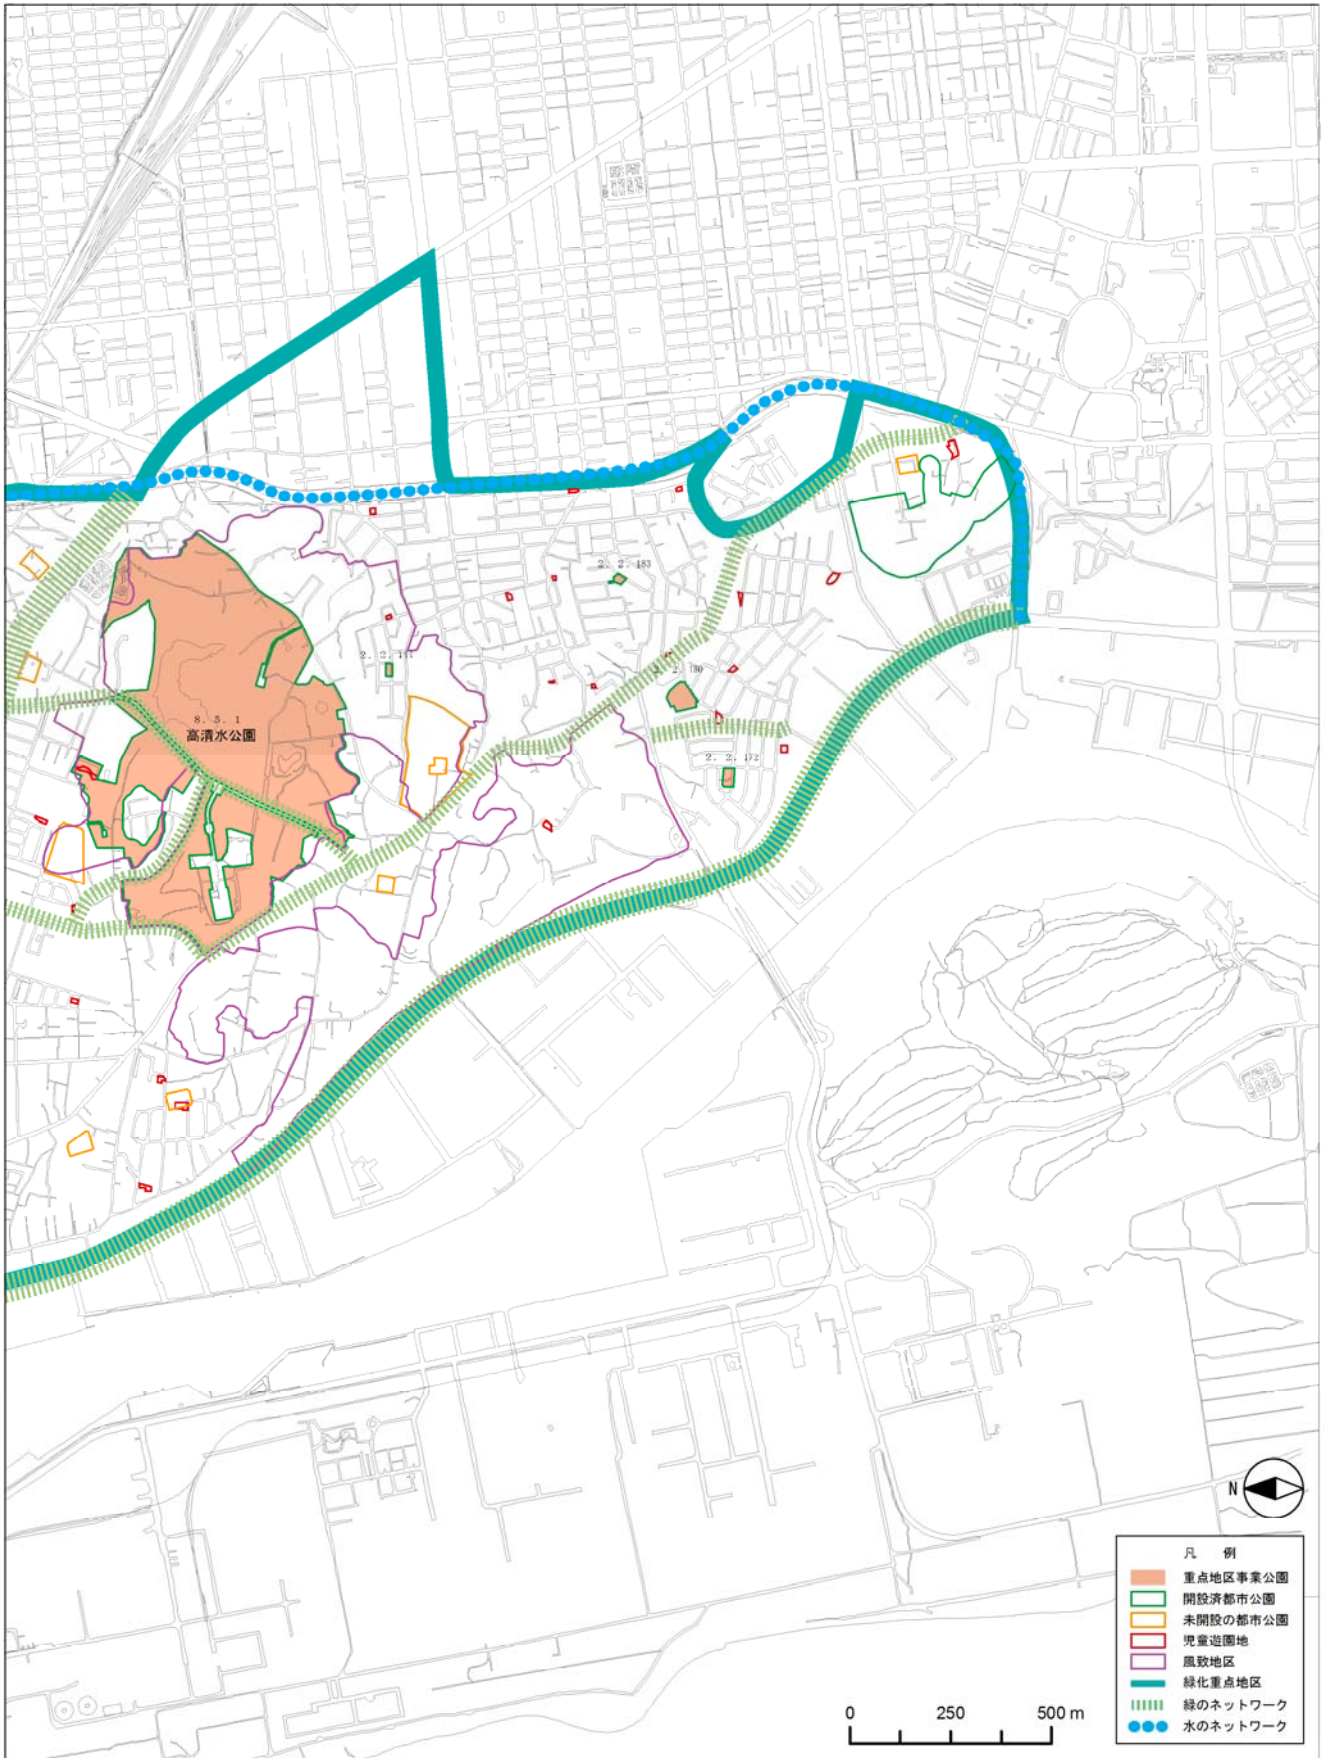 2. 2. 183
2. 2. 180
8. 5. 1
高清水公園
2. 2. 172
N
凡 例
重点地区事業公園
開設済都市公園
未開設の都市公園
児童遊園地
風致地区
緑化重点地区
緑のネットワーク
水のネットワーク
0 250 500 m